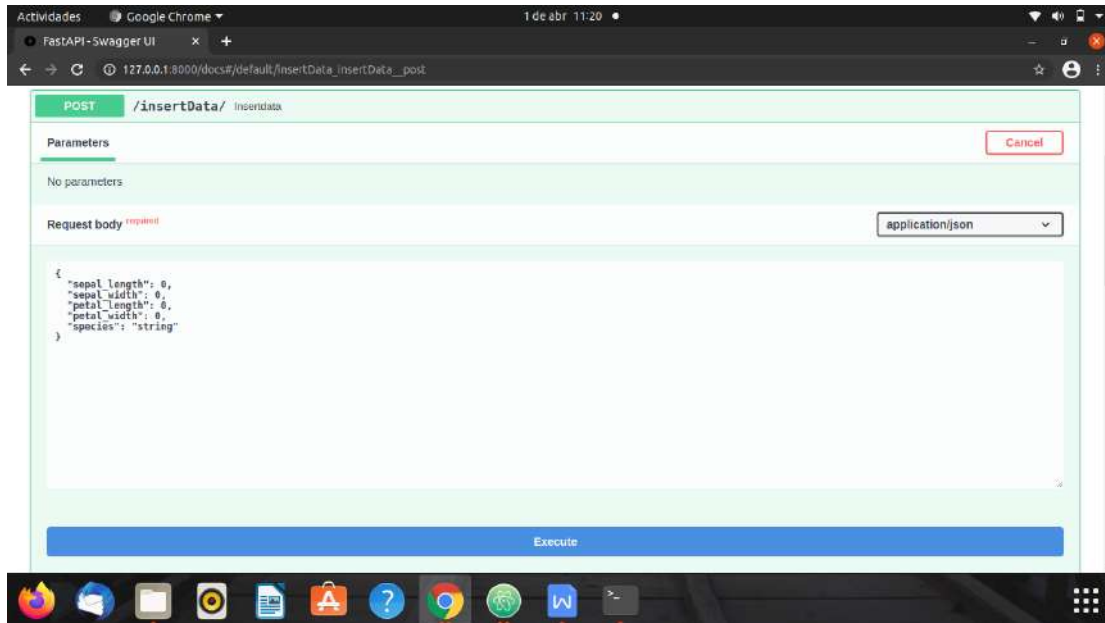 Actividades Google Chrome 1 de abr 11:20
FastAPI - Swagger UI
127.0.0.1:8000/docs#/default/insertData_insertData__post
POST /insertData/ Insertdata
Parameters Cancel
No parameters
Request body required application/json
{
"sepal_length": 0,
"sepal_width": 0,
"petal_length": 0,
"petal_width": 0,
"species": "string"
}
Execute